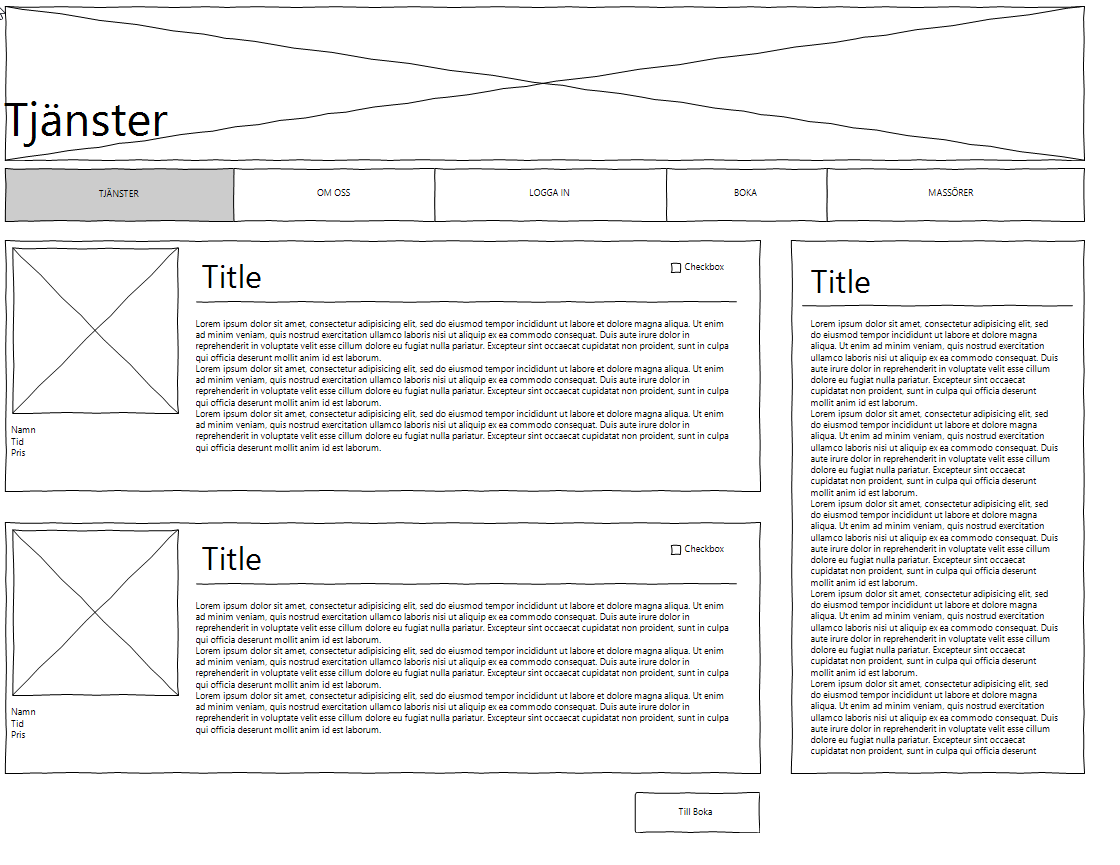 Tjänster
TJÄNSTER
OM OSS
LOGGA IN
BOKA
MASSÖRER
Title
Checkbox
Lorem ipsum dolor sit amet, consectetur adipisicing elit, sed do eiusmod tempor incididunt ut labore et dolore magna aliqua. Ut enim
ad minim veniam, quis nostrud exercitation ullamco laboris nisi ut aliquip ex ea commodo consequat. Duis aute irure dolor in
reprehenderit in voluptate velit esse cillum dolore eu fugiat nulla pariatur. Excepteur sint occaecat cupidatat non proident, sunt in culpa
qui officia deserunt mollit anim id est laborum.
Lorem ipsum dolor sit amet, consectetur adipisicing elit, sed do eiusmod tempor incididunt ut labore et dolore magna aliqua. Ut enim
ad minim veniam, quis nostrud exercitation ullamco laboris nisi ut aliquip ex ea commodo consequat. Duis aute irure dolor in
reprehenderit in voluptate velit esse cillum dolore eu fugiat nulla pariatur. Excepteur sint occaecat cupidatat non proident, sunt in culpa
qui officia deserunt mollit anim id est laborum.
Lorem ipsum dolor sit amet, consectetur adipisicing elit, sed do eiusmod tempor incididunt ut labore et dolore magna aliqua. Ut enim
ad minim veniam, quis nostrud exercitation ullamco laboris nisi ut aliquip ex ea commodo consequat. Duis aute irure dolor in
reprehenderit in voluptate velit esse cillum dolore eu fugiat nulla pariatur. Excepteur sint occaecat cupidatat non proident, sunt in culpa
qui officia deserunt mollit anim id est laborum.
Namn
Tid
Pris
Title
Checkbox
Lorem ipsum dolor sit amet, consectetur adipisicing elit, sed do eiusmod tempor incididunt ut labore et dolore magna aliqua. Ut enim
ad minim veniam, quis nostrud exercitation ullamco laboris nisi ut aliquip ex ea commodo consequat. Duis aute irure dolor in
reprehenderit in voluptate velit esse cillum dolore eu fugiat nulla pariatur. Excepteur sint occaecat cupidatat non proident, sunt in culpa
qui officia deserunt mollit anim id est laborum.
Lorem ipsum dolor sit amet, consectetur adipisicing elit, sed do eiusmod tempor incididunt ut labore et dolore magna aliqua. Ut enim
ad minim veniam, quis nostrud exercitation ullamco laboris nisi ut aliquip ex ea commodo consequat. Duis aute irure dolor in
reprehenderit in voluptate velit esse cillum dolore eu fugiat nulla pariatur. Excepteur sint occaecat cupidatat non proident, sunt in culpa
qui officia deserunt mollit anim id est laborum.
Lorem ipsum dolor sit amet, consectetur adipisicing elit, sed do eiusmod tempor incididunt ut labore et dolore magna aliqua. Ut enim
ad minim veniam, quis nostrud exercitation ullamco laboris nisi ut aliquip ex ea commodo consequat. Duis aute irure dolor in
reprehenderit in voluptate velit esse cillum dolore eu fugiat nulla pariatur. Excepteur sint occaecat cupidatat non proident, sunt in culpa
qui officia deserunt mollit anim id est laborum.
Namn
Tid
Pris
Title
Lorem ipsum dolor sit amet, consectetur adipisicing elit, sed
do eiusmod tempor incididunt ut labore et dolore magna
aliqua. Ut enim ad minim veniam, quis nostrud exercitation
ullamco laboris nisi ut aliquip ex ea commodo consequat. Duis
aute irure dolor in reprehenderit in voluptate velit esse cillum
dolore eu fugiat nulla pariatur. Excepteur sint occaecat
cupidatat non proident, sunt in culpa qui officia deserunt
mollit anim id est laborum.
Lorem ipsum dolor sit amet, consectetur adipisicing elit, sed
do eiusmod tempor incididunt ut labore et dolore magna
aliqua. Ut enim ad minim veniam, quis nostrud exercitation
ullamco laboris nisi ut aliquip ex ea commodo consequat. Duis
aute irure dolor in reprehenderit in voluptate velit esse cillum
dolore eu fugiat nulla pariatur. Excepteur sint occaecat
cupidatat non proident, sunt in culpa qui officia deserunt
mollit anim id est laborum.
Lorem ipsum dolor sit amet, consectetur adipisicing elit, sed
do eiusmod tempor incididunt ut labore et dolore magna
aliqua. Ut enim ad minim veniam, quis nostrud exercitation
ullamco laboris nisi ut aliquip ex ea commodo consequat. Duis
aute irure dolor in reprehenderit in voluptate velit esse cillum
dolore eu fugiat nulla pariatur. Excepteur sint occaecat
cupidatat non proident, sunt in culpa qui officia deserunt
mollit anim id est laborum.
Lorem ipsum dolor sit amet, consectetur adipisicing elit, sed
do eiusmod tempor incididunt ut labore et dolore magna
aliqua. Ut enim ad minim veniam, quis nostrud exercitation
ullamco laboris nisi ut aliquip ex ea commodo consequat. Duis
aute irure dolor in reprehenderit in voluptate velit esse cillum
dolore eu fugiat nulla pariatur. Excepteur sint occaecat
cupidatat non proident, sunt in culpa qui officia deserunt
mollit anim id est laborum.
Lorem ipsum dolor sit amet, consectetur adipisicing elit, sed
do eiusmod tempor incididunt ut labore et dolore magna
aliqua. Ut enim ad minim veniam, quis nostrud exercitation
ullamco laboris nisi ut aliquip ex ea commodo consequat. Duis
aute irure dolor in reprehenderit in voluptate velit esse cillum
dolore eu fugiat nulla pariatur. Excepteur sint occaecat
cupidatat non proident, sunt in culpa qui officia deserunt
Till Boka